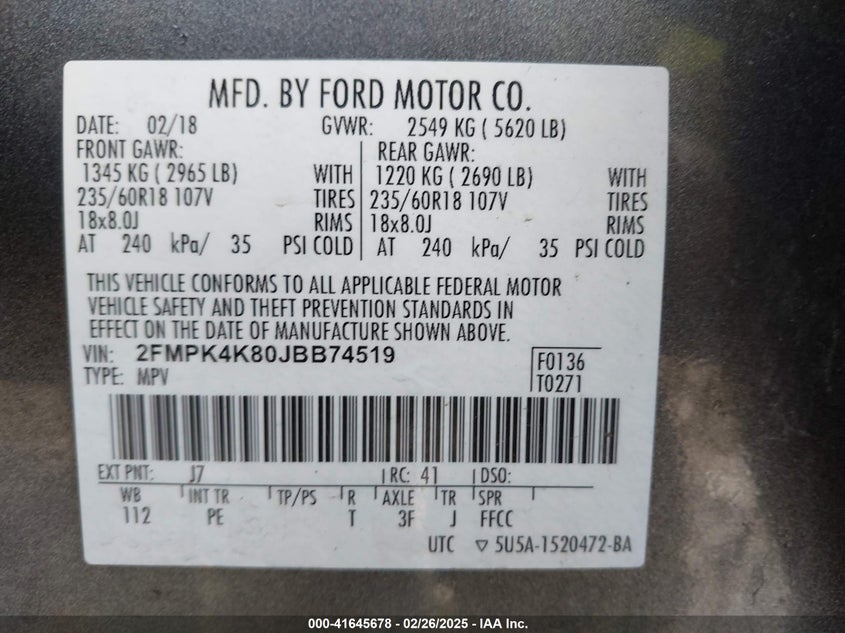 MFD. BY FORD MOTOR CO.
DATE: 02/18 GVWR: 2549 KG ( 5620 LB)
FRONT GAWR: REAR GAWR:
1345 KG ( 2965 LB) WITH 1220 KG ( 2690 LB) WITH
235/60R18 107V TIRES 235/60R18 107V TIRES
18x8.0J RIMS 18x8.0J RIMS
AT 240 kPa/ 35 PSI COLD AT 240 kPa/ 35 PSI COLD
THIS VEHICLE CONFORMS TO ALL APPLICABLE FEDERAL MOTOR
VEHICLE SAFETY AND THEFT PREVENTION STANDARDS IN
EFFECT ON THE DATE OF MANUFACTURE SHOWN ABOVE.
VIN: 2FMPK4K80JBB74519 F0136
TYPE: MPV T0271
EXT PNT: J7 RC: 41 DSO:
WB INT TR TP/PS R AXLE TR SPR
112 PE T 3F J FFCC
UTC ▽ 5U5A-1520472-BA
000-41645678 - 02/26/2025 - IAA Inc.